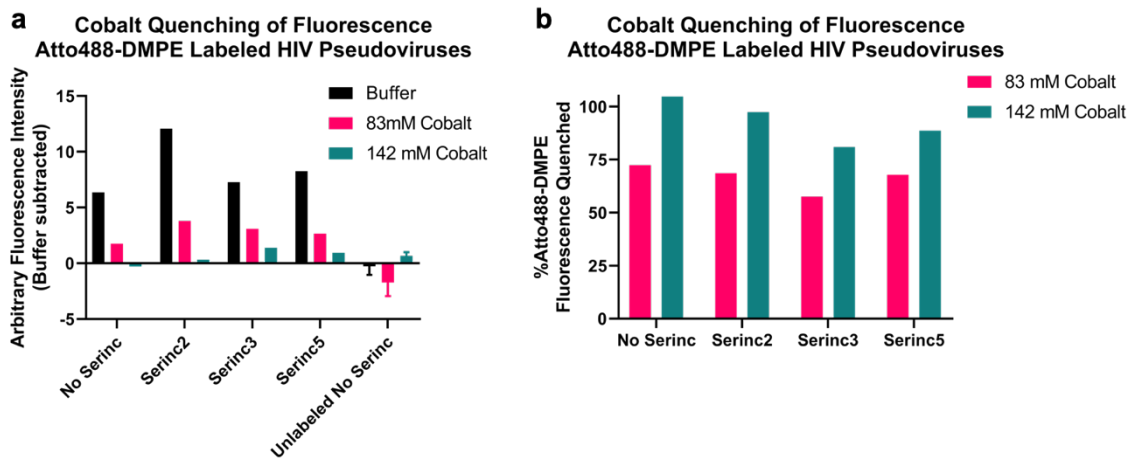 a
Cobalt Quenching of Fluorescence
Atto488-DMPE Labeled HIV Pseudoviruses
Arbitrary Fluorescence Intensity
(Buffer subtracted)
15
10
5
0
-5
Buffer
83mM Cobalt
142 mM Cobalt
No Serinc
Serinc2
Serinc3
Serinc5
Unlabeled No Serinc
b
Cobalt Quenching of Fluorescence
Atto488-DMPE Labeled HIV Pseudoviruses
%Atto488-DMPE
Fluorescence Quenched
100
75
50
25
0
83 mM Cobalt
142 mM Cobalt
No Serinc
Serinc2
Serinc3
Serinc5